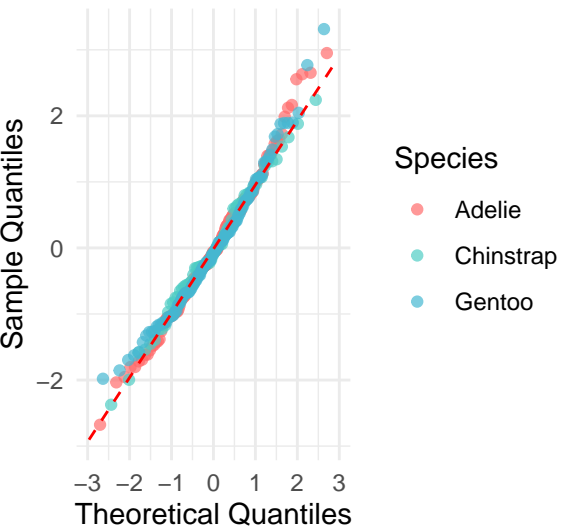 Sample Quantiles
2
0
−2
−3 −2 −1 0 1 2 3
Theoretical Quantiles
Species
Adelie
Chinstrap
Gentoo